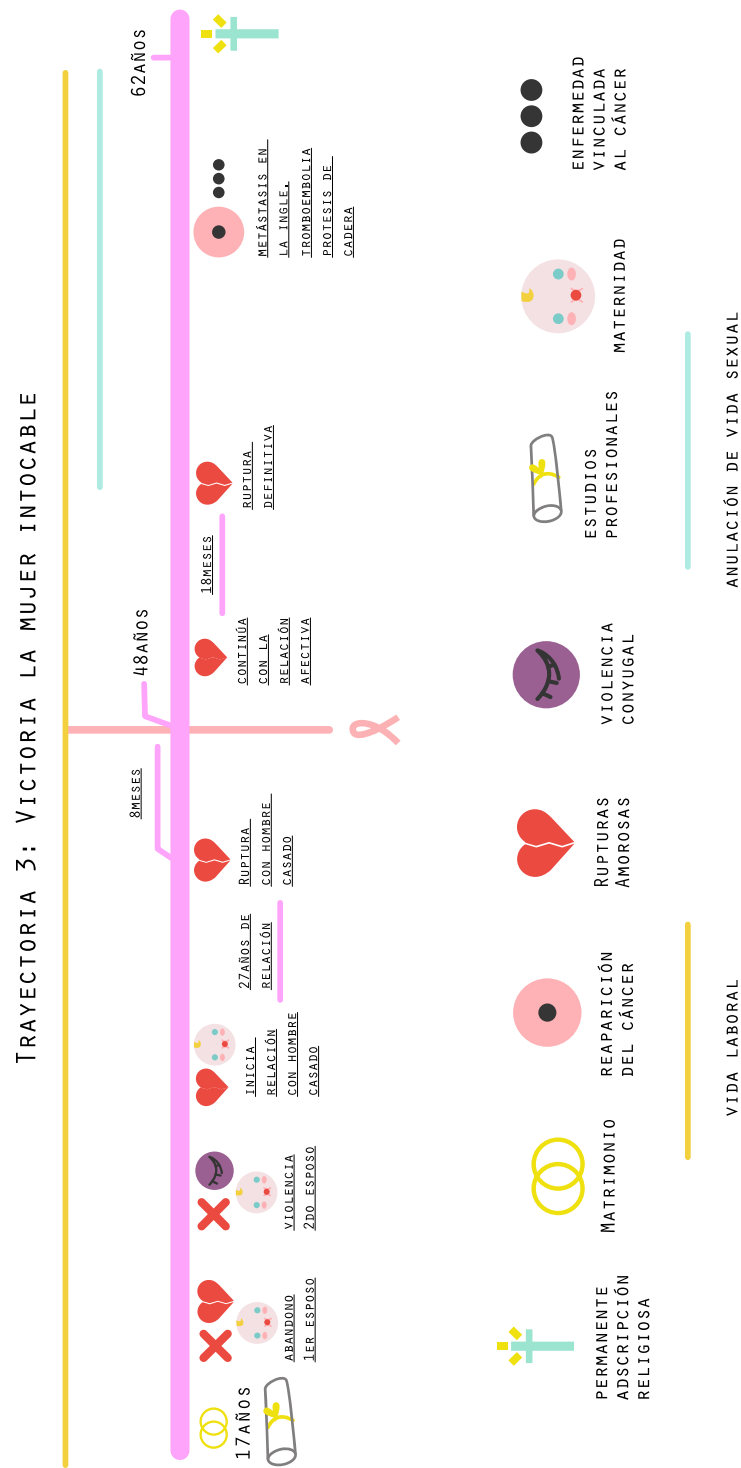 Trayectoria 3: Victoria la mujer intocable
62años
48años
8meses
17años
Abandono
1er esposo
Violencia
2do esposo
Inicia
relación
con hombre
casado
27años de
relación
Ruptura
con hombre
casado
Continúa
con la
relación
afectiva
18meses
Ruptura
definitiva
Metástasis en
la ingle,
tromboembolia
protesis de
cadera
Permanente
adscripción
religiosa
Matrimonio
Reaparición
del cáncer
Rupturas
Amorosas
Violencia
conyugal
Estudios
profesionales
Maternidad
Enfermedad
vinculada
al cáncer
Vida laboral
Anulación de vida sexual